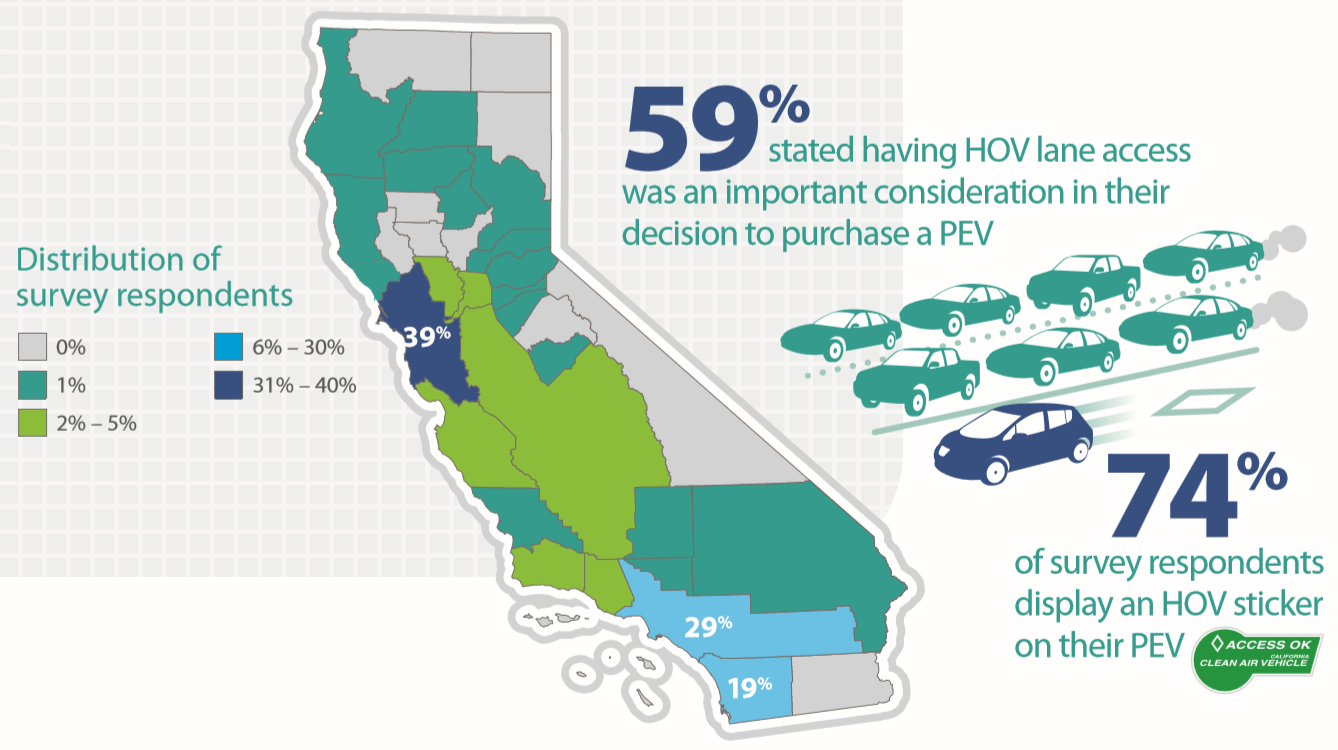 59%
stated having HOV lane access
was an important consideration in their
decision to purchase a PEV
Distribution of
survey respondents
0%
1%
2% – 5%
6% – 30%
31% – 40%
39%
29%
19%
74%
of survey respondents
display an HOV sticker
on their PEV
ACCESS OK
CALIFORNIA
CLEAN AIR VEHICLE